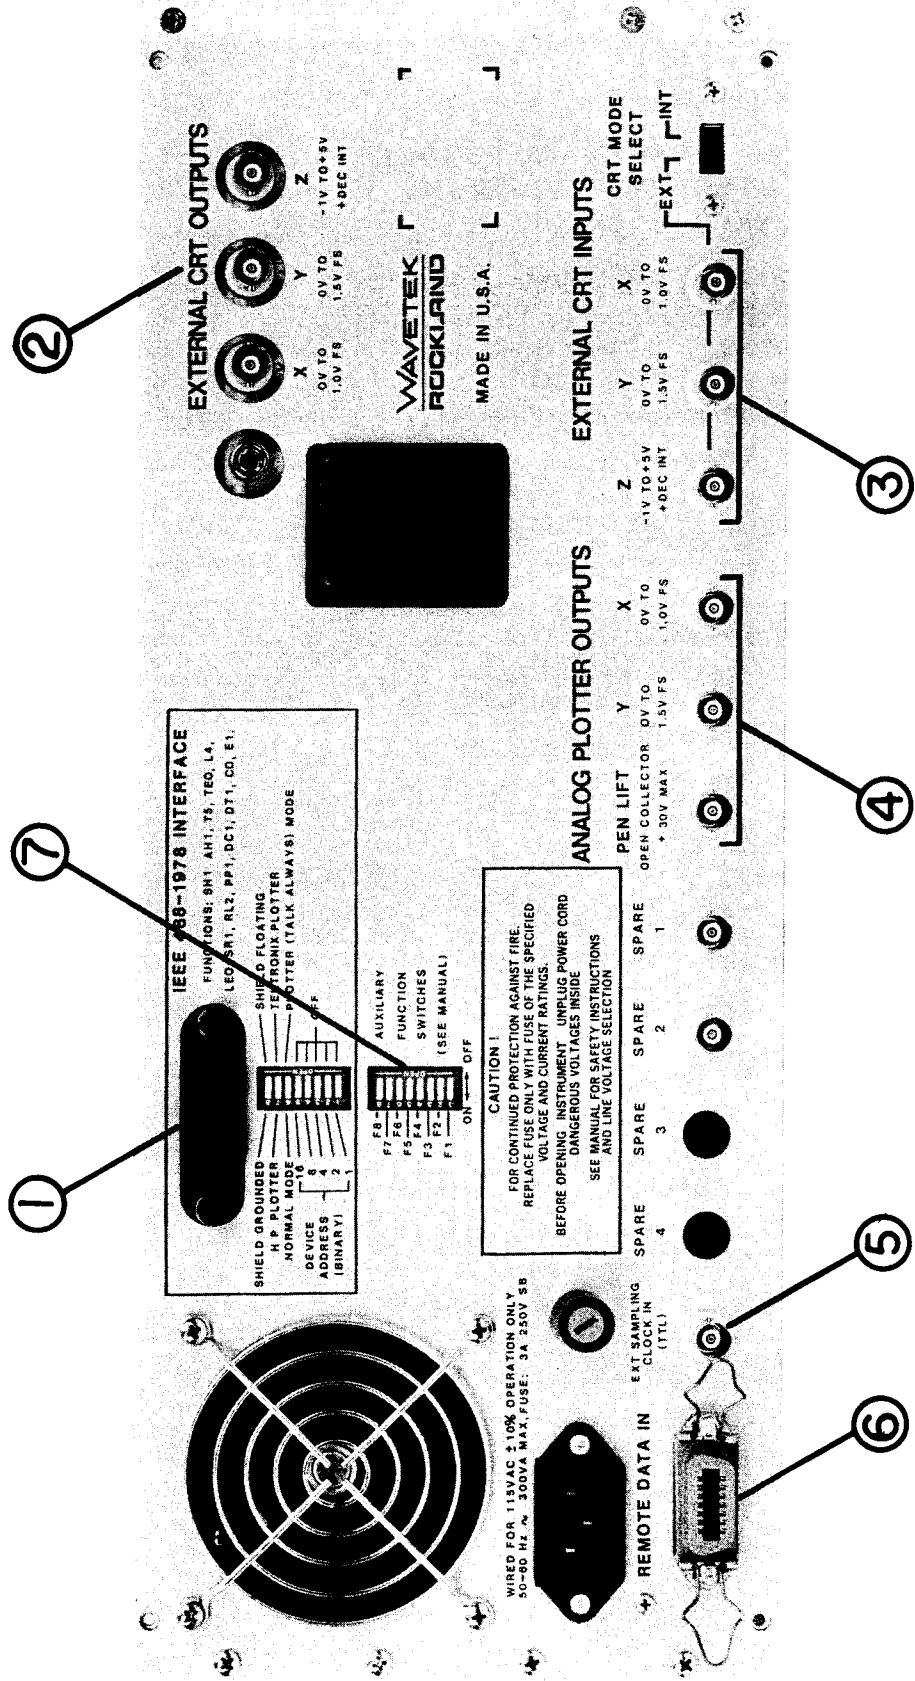 ①
⑦
②
IEEE 488-1978 INTERFACE
FUNCTIONS: SH1, AH1, T5, TE0, L4,
LE0, SR1, RL2, PP1, DC1, DT1, C0, E1.
SHIELD GROUNDED
H P PLOTTER
NORMAL MODE
16
8
4
2
1
DEVICE
ADDRESS
(BINARY)
SHIELD FLOATING
TEKTRONIX PLOTTER
PLOTTER (TALK ALWAYS) MODE
OFF
F8
F7
F6
F5
F4
F3
F2
F1
AUXILIARY
FUNCTION
SWITCHES
(SEE MANUAL)
ON
OFF
EXTERNAL CRT OUTPUTS
X
0V TO
1.0V FS
Y
0V TO
1.5V FS
Z
-1V TO +5V
+DEC INT
WAVETEK
ROCKLAND
MADE IN U.S.A.
CAUTION!
FOR CONTINUED PROTECTION AGAINST FIRE,
REPLACE FUSE ONLY WITH FUSE OF THE SPECIFIED
VOLTAGE AND CURRENT RATINGS.
BEFORE OPENING INSTRUMENT UNPLUG POWER CORD
DANGEROUS VOLTAGES INSIDE
SEE MANUAL FOR SAFETY INSTRUCTIONS
AND LINE VOLTAGE SELECTION
WIRED FOR 115VAC ± 10% OPERATION ONLY
50-60 Hz ~ 300VA MAX, FUSE: 3A 250V SB
REMOTE DATA IN
EXT SAMPLING
CLOCK IN
(TTL)
SPARE
4
SPARE
3
SPARE
2
SPARE
1
ANALOG PLOTTER OUTPUTS
PEN LIFT
OPEN COLLECTOR
+ 30V MAX
Y
0V TO
1.5V FS
X
0V TO
1.0V FS
EXTERNAL CRT INPUTS
Z
-1V TO +5V
+DEC INT
Y
0V TO
1.5V FS
X
0V TO
1.0V FS
CRT MODE
SELECT
EXT
INT
⑥
⑤
④
③